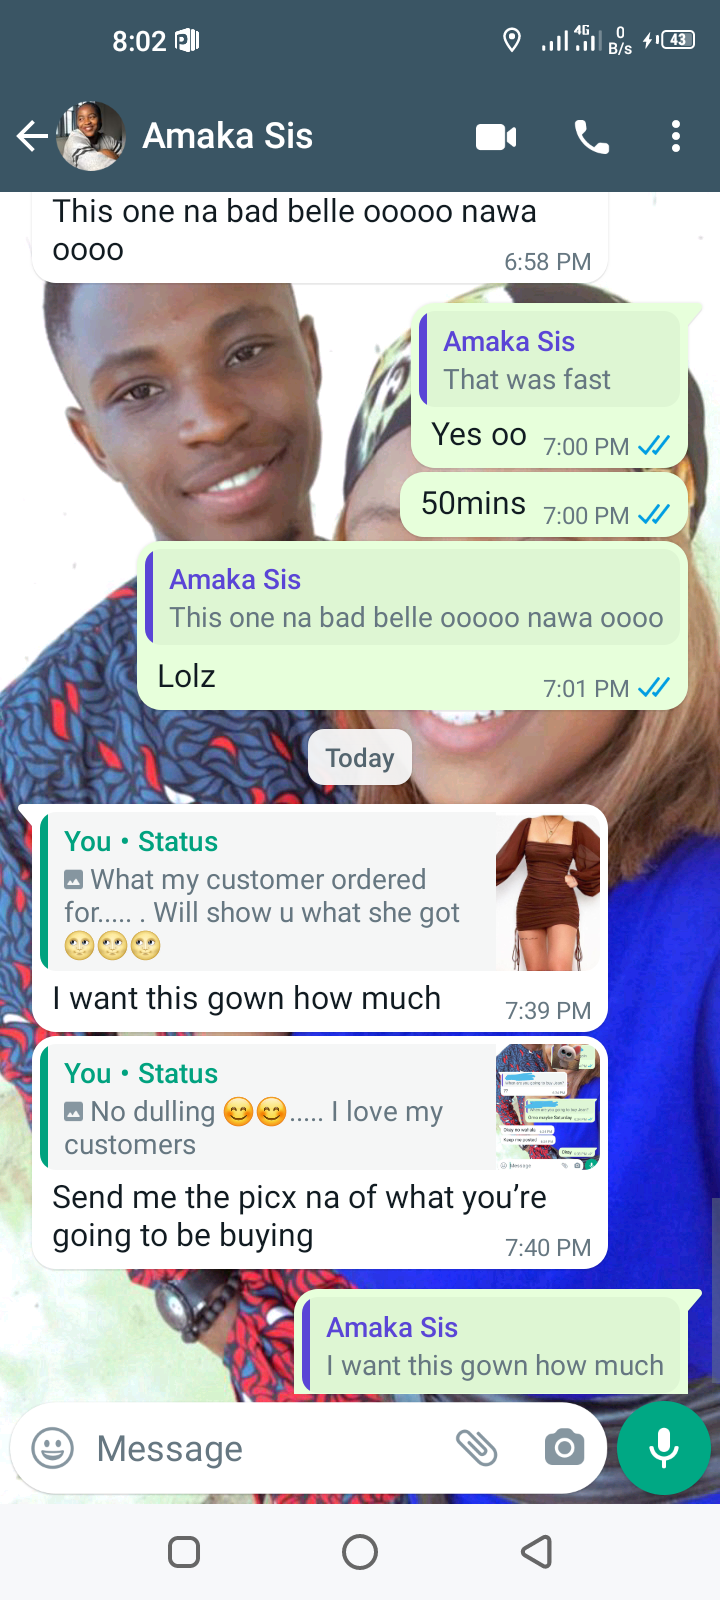 8:02
4G
0
B/s
43
Amaka Sis
This one na bad belle ooooo nawa
oooo
6:58 PM
Amaka Sis
That was fast
Yes oo 7:00 PM
50mins 7:00 PM
Amaka Sis
This one na bad belle ooooo nawa oooo
Lolz 7:01 PM
Today
You • Status
What my customer ordered
for..... . Will show u what she got
🌝🌝🌝
I want this gown how much 7:39 PM
You • Status
No dulling 😊😊..... I love my
customers
Send me the picx na of what you’re
going to be buying 7:40 PM
Amaka Sis
I want this gown how much
Message